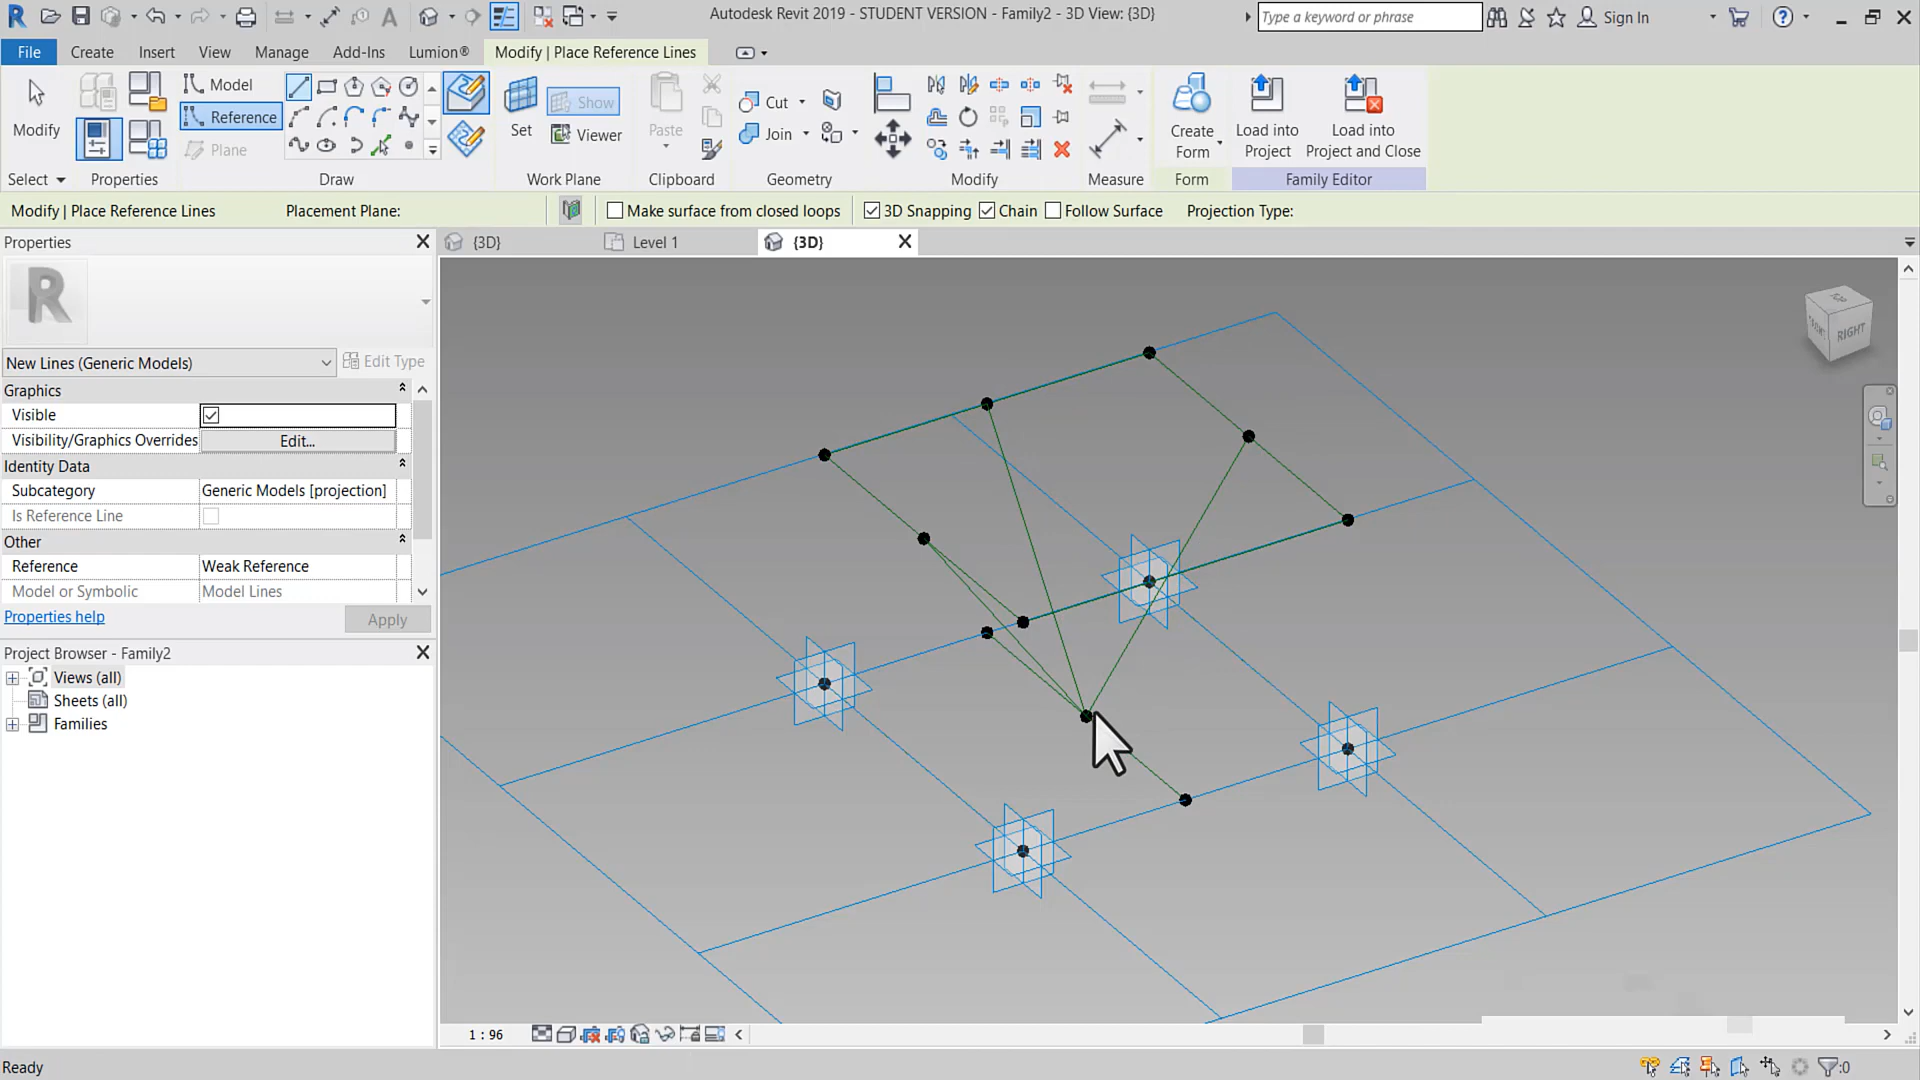 Autodesk Revit 2019 - STUDENT VERSION - Family2 - 3D View: {3D}
Type a keyword or phrase
Sign In
File
Create
Insert
View
Manage
Add-Ins
Lumion®
Modify | Place Reference Lines
Modify
Model
Reference
Plane
Set
Show
Viewer
Paste
Cut
Join
Create Form
Load into Project
Load into Project and Close
Select
Properties
Draw
Work Plane
Clipboard
Geometry
Modify
Measure
Form
Family Editor
Modify | Place Reference Lines
Placement Plane:
Make surface from closed loops
3D Snapping
Chain
Follow Surface
Projection Type:
Properties
{3D}
Level 1
{3D}
R
New Lines (Generic Models)
Edit Type
Graphics
Visible
Visibility/Graphics Overrides
Edit...
Identity Data
Subcategory
Generic Models [projection]
Is Reference Line
Other
Reference
Weak Reference
Model or Symbolic
Model Lines
Properties help
Apply
Project Browser - Family2
Views (all)
Sheets (all)
Families
TOP
RIGHT
1 : 96
Ready
:0